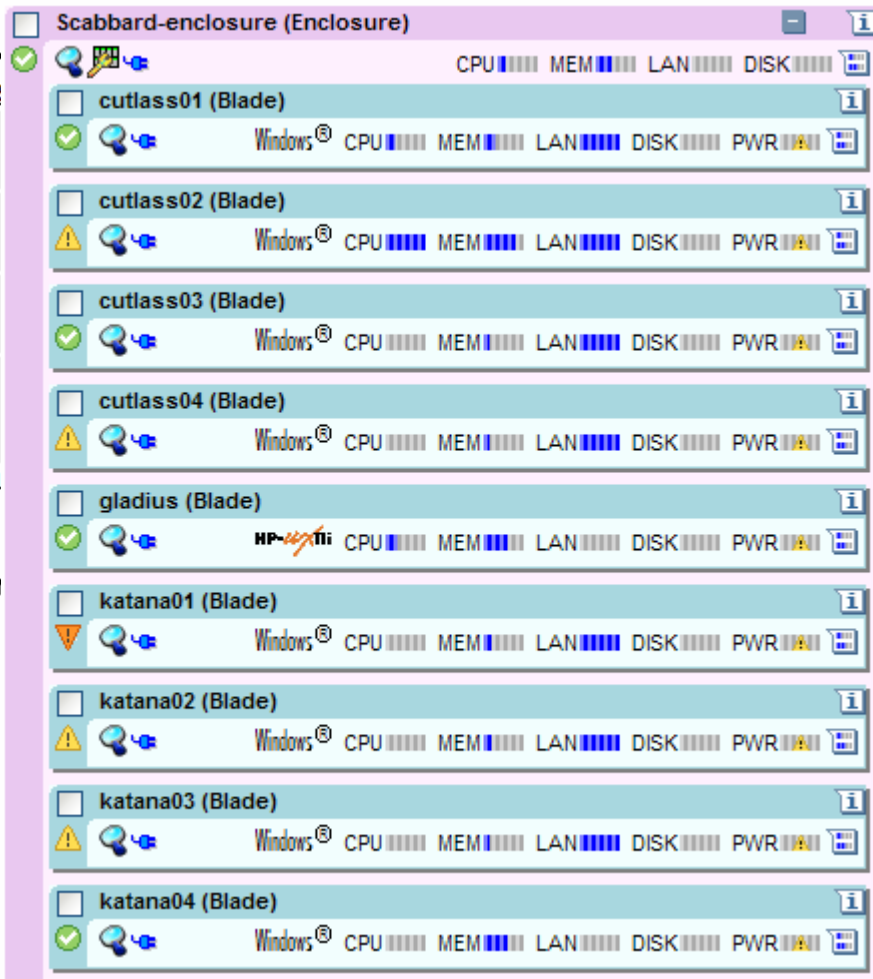 Scabbard-enclosure (Enclosure)
CPU MEM LAN DISK
cutlass01 (Blade)
Windows® CPU MEM LAN DISK PWR
cutlass02 (Blade)
Windows® CPU MEM LAN DISK PWR
cutlass03 (Blade)
Windows® CPU MEM LAN DISK PWR
cutlass04 (Blade)
Windows® CPU MEM LAN DISK PWR
gladius (Blade)
HP-UX 11i CPU MEM LAN DISK PWR
katana01 (Blade)
Windows® CPU MEM LAN DISK PWR
katana02 (Blade)
Windows® CPU MEM LAN DISK PWR
katana03 (Blade)
Windows® CPU MEM LAN DISK PWR
katana04 (Blade)
Windows® CPU MEM LAN DISK PWR